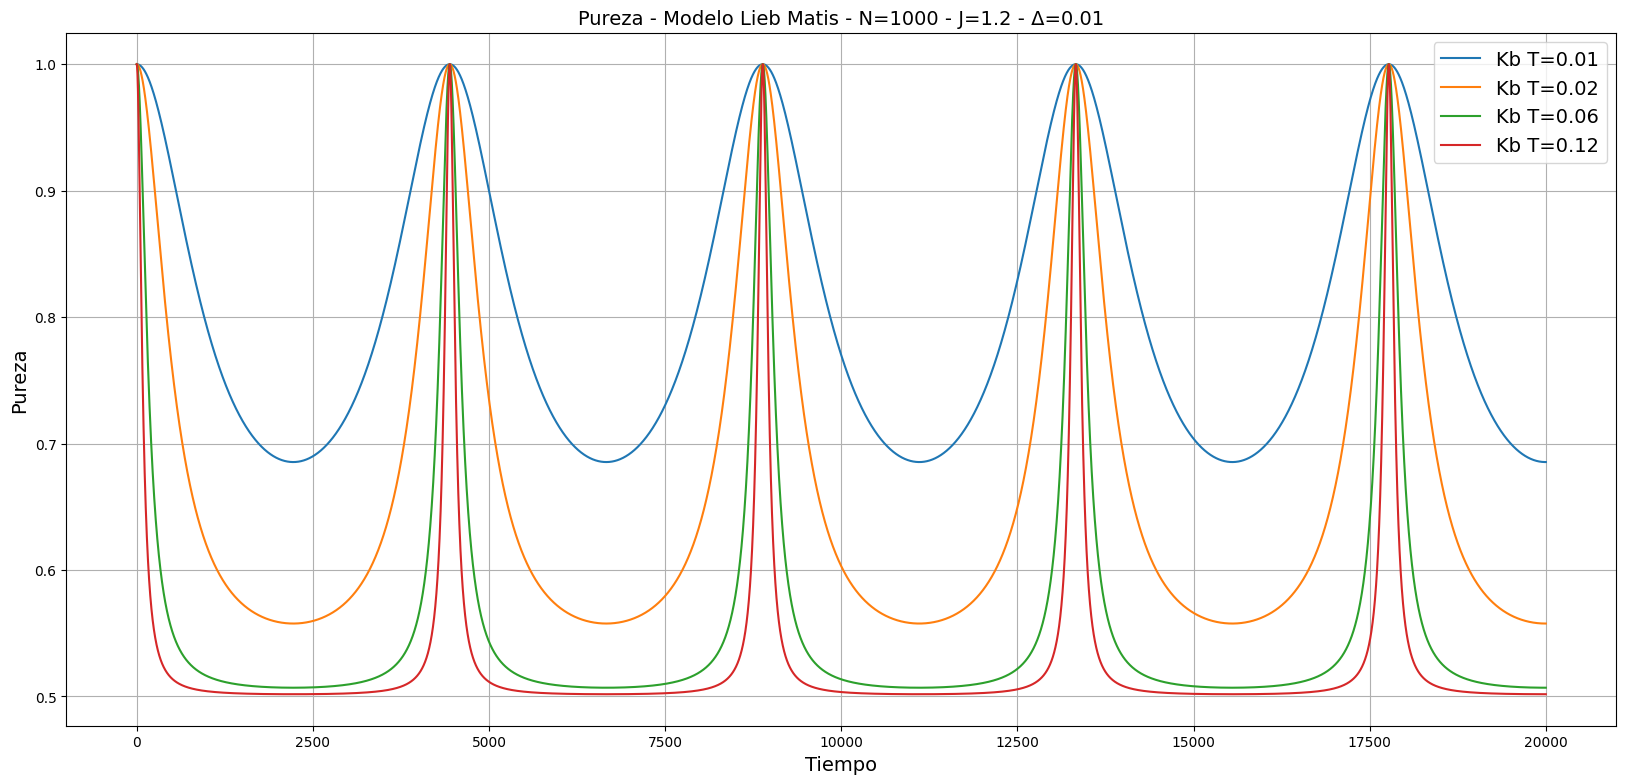 Pureza - Modelo Lieb Matis - N=1000 - J=1.2 - Δ=0.01
Kb T=0.01
Kb T=0.02
Kb T=0.06
Kb T=0.12
Pureza
1.0
0.9
0.8
0.7
0.6
0.5
0 2500 5000 7500 10000 12500 15000 17500 20000
Tiempo